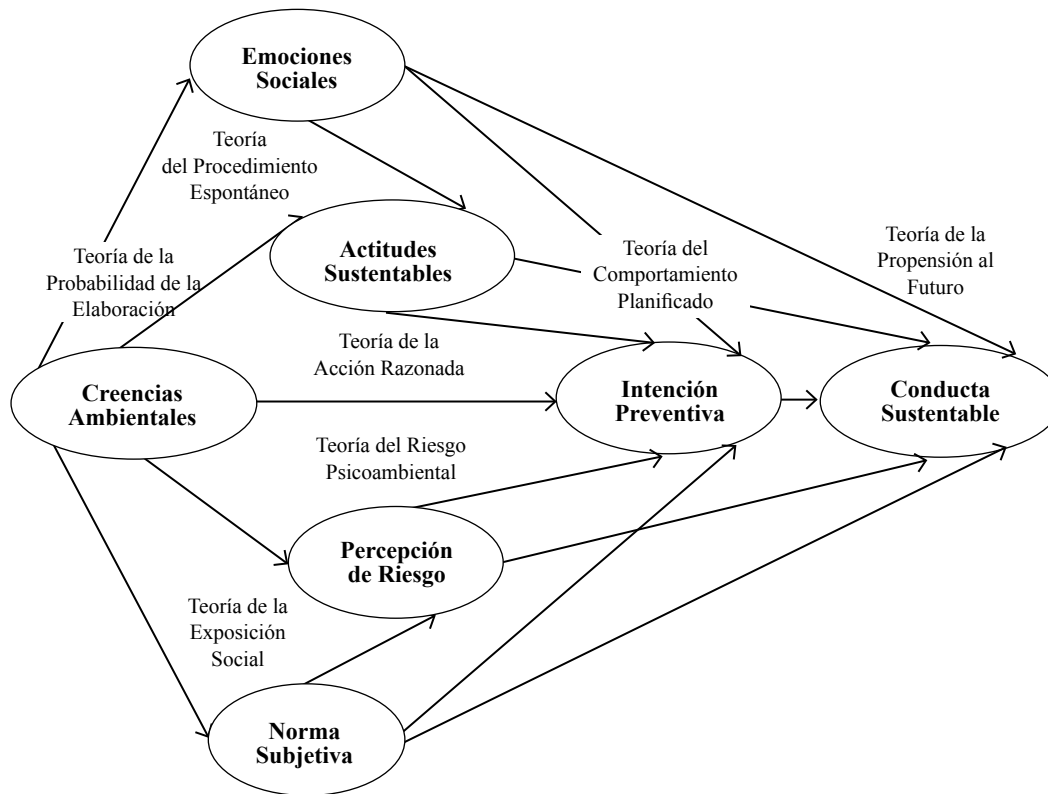 Emociones
Sociales
Teoría
del Procedimiento
Espontáneo
Actitudes
Sustentables
Teoría de la
Probabilidad de la
Elaboración
Teoría del
Comportamiento
Planificado
Teoría de la
Propensión al
Futuro
Teoría de la
Acción Razonada
Creencias
Ambientales
Intención
Preventiva
Conducta
Sustentable
Teoría del Riesgo
Psicoambiental
Percepción
de Riesgo
Teoría de la
Exposición
Social
Norma
Subjetiva